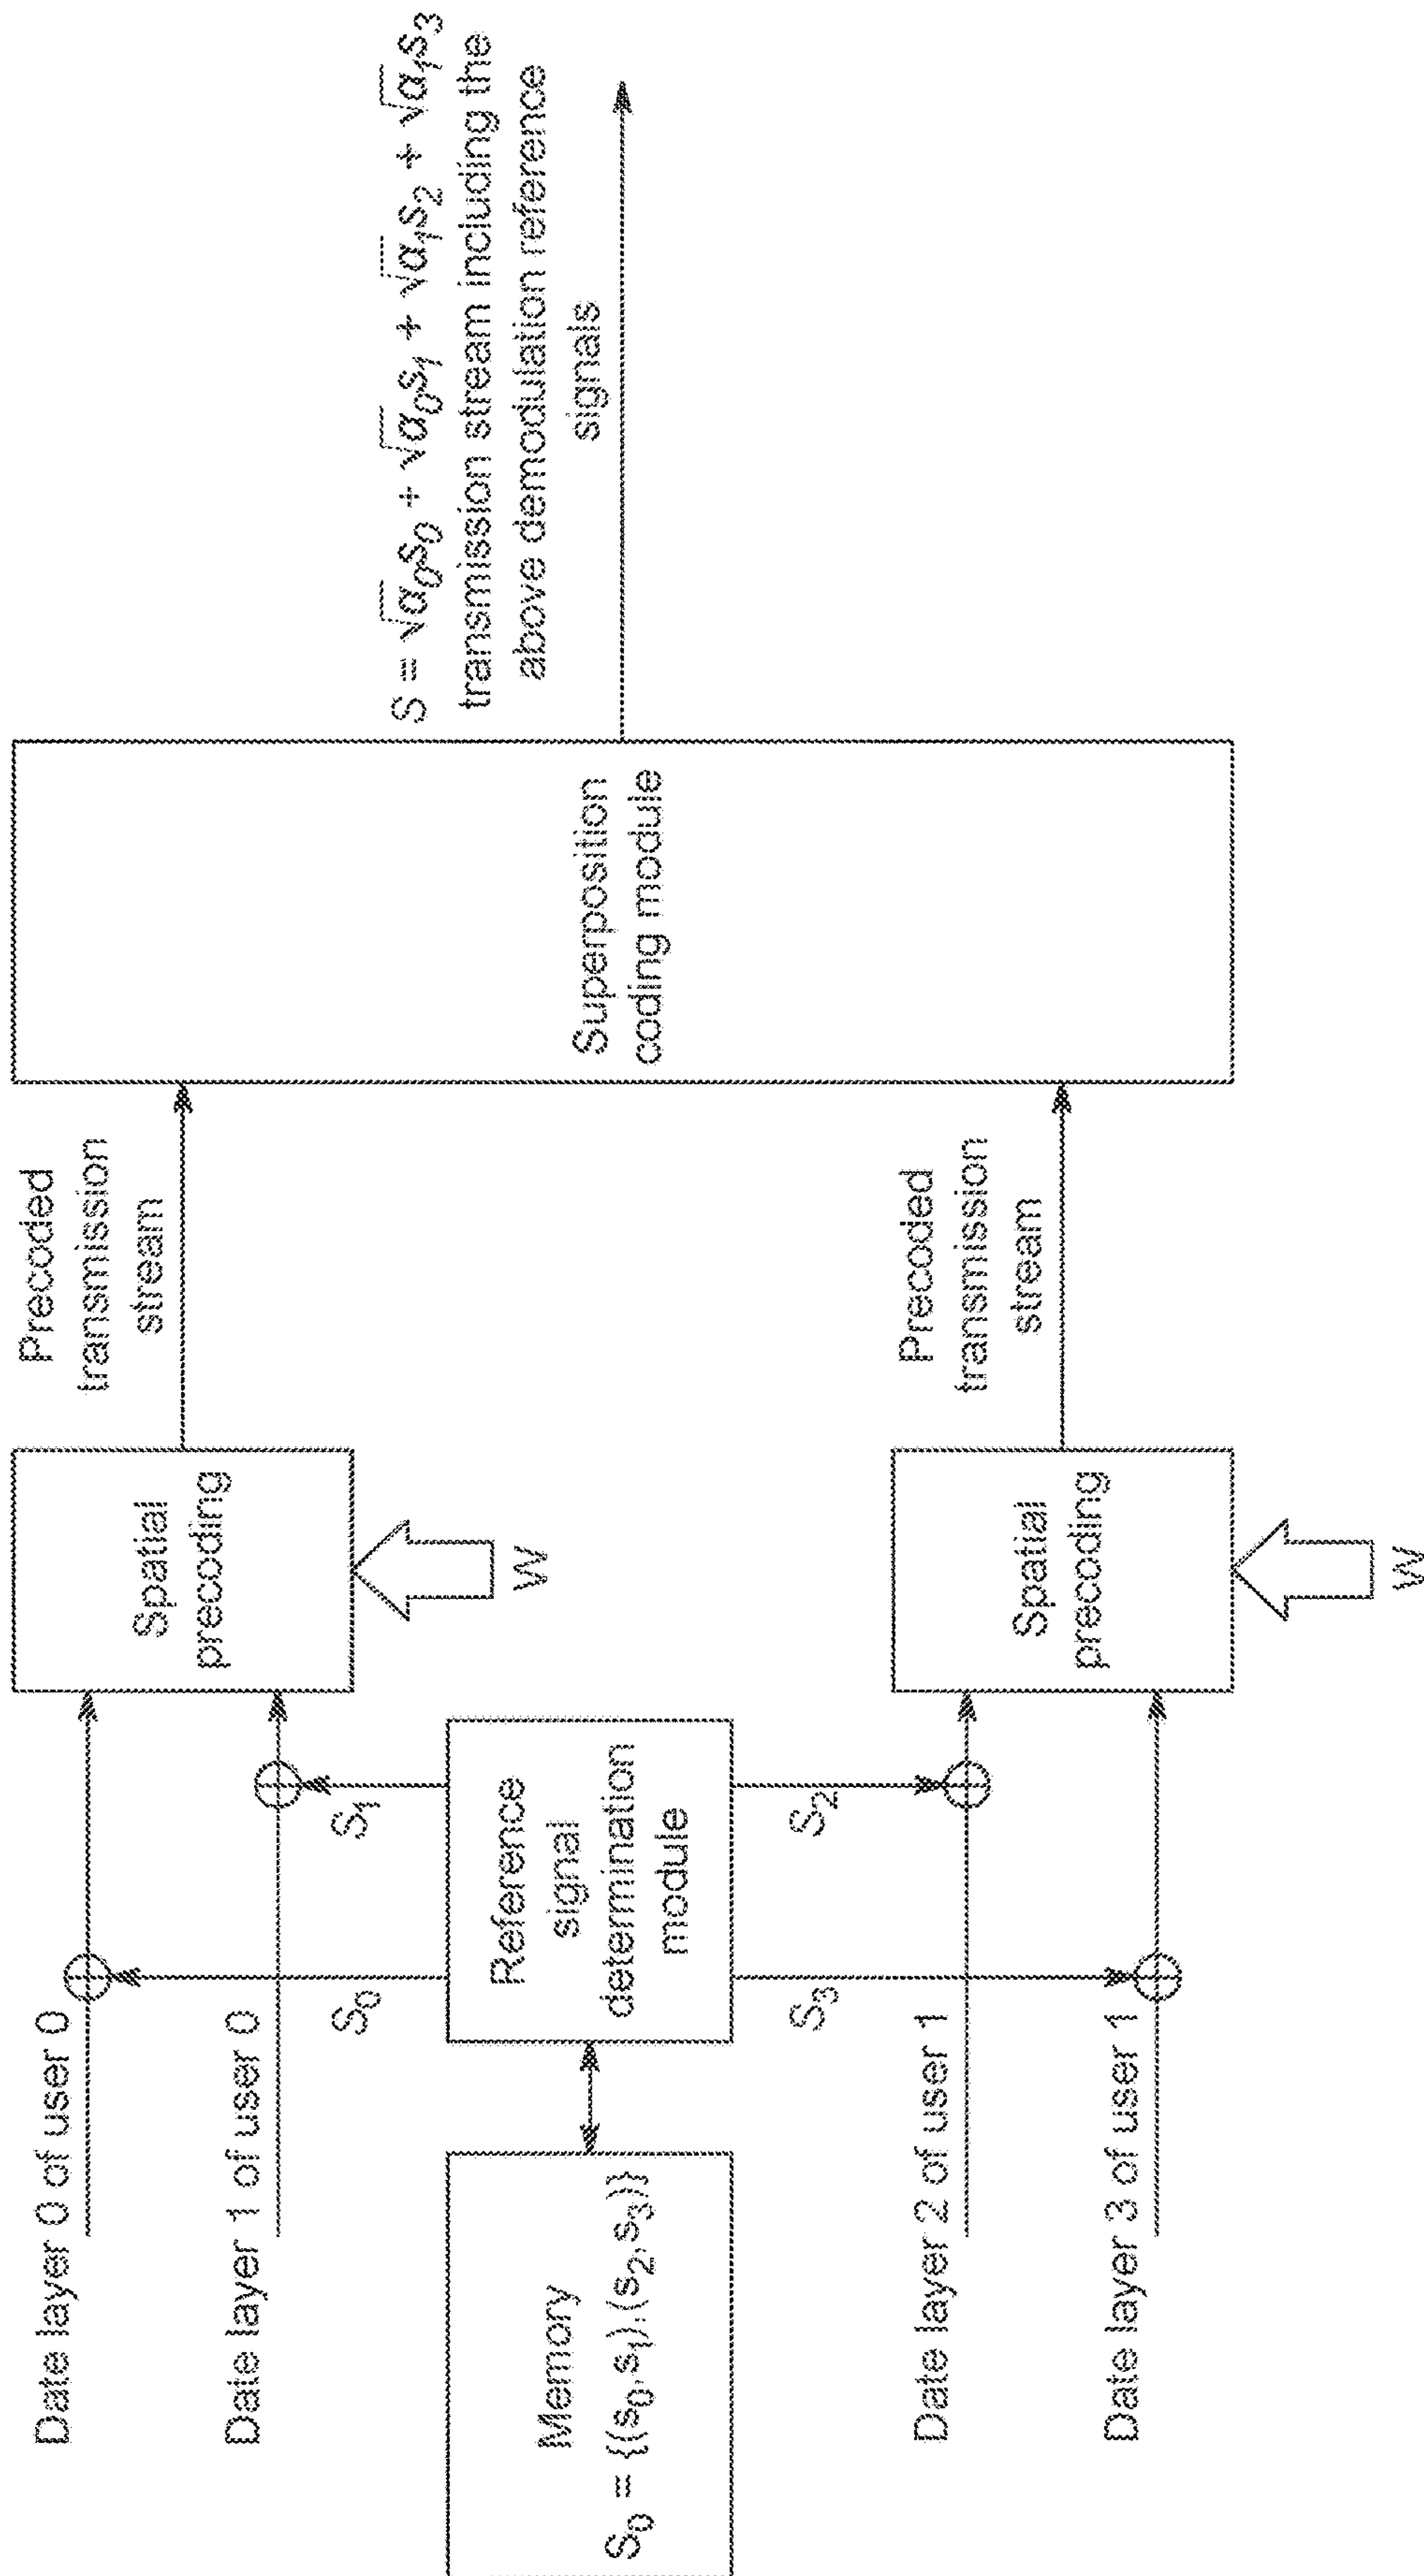 Date layer 0 of user 0
Date layer 1 of user 0
S₀
S₁
Memory
S₀ = {(s₀,s₁),(s₂,s₃)}
Reference
signal
determination
module
S₃
S₂
Date layer 2 of user 1
Date layer 3 of user 1
Spatial
precoding
W
Spatial
precoding
W
Precoded
transmission
stream
Precoded
transmission
stream
Superposition
coding module
S = √α₀s₀ + √α₀s₁ + √α₁s₂ + √α₁s₃
transmission stream including the
above demodulation reference
signals